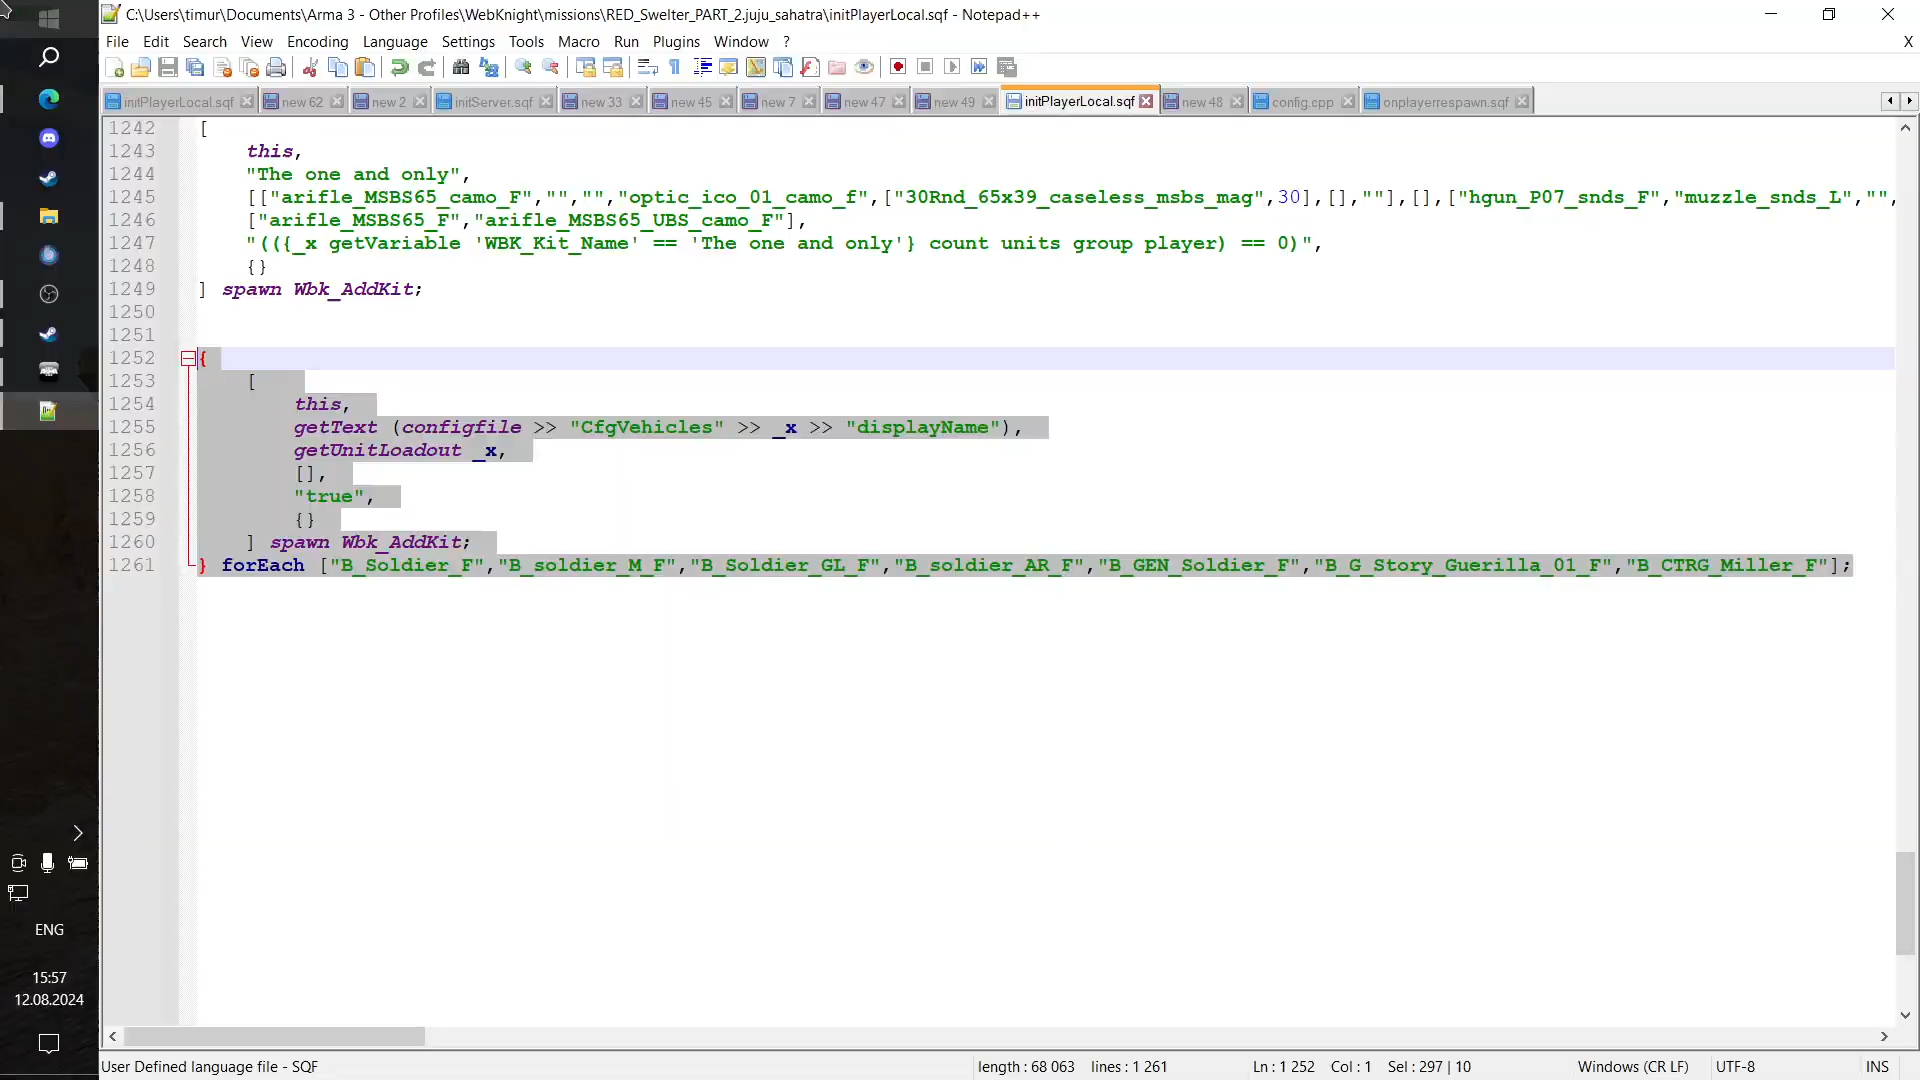 C:\Users\timur\Documents\Arma 3 - Other Profiles\WebKnight\missions\RED_Swelter_PART_2.juju_sahatra\initPlayerLocal.sqf - Notepad++
File Edit Search View Encoding Language Settings Tools Macro Run Plugins Window ? X
initPlayerLocal.sqf new 62 new 2 initServer.sqf new 33 new 45 new 7 new 47 new 49 initPlayerLocal.sqf new 48 config.cpp onplayerrespawn.sqf
1242 [
1243 this,
1244 "The one and only",
1245 [["arifle_MSBS65_camo_F","","","optic_ico_01_camo_f",["30Rnd_65x39_caseless_msbs_mag",30],[],""],[],["hgun_P07_snds_F","muzzle_snds_L","",
1246 ["arifle_MSBS65_F","arifle_MSBS65_UBS_camo_F"],
1247 "(({_x getVariable 'WBK_Kit_Name' == 'The one and only'} count units group player) == 0)",
1248 {}
1249 ] spawn Wbk_AddKit;
1250
1251
1252 {
1253 [
1254 this,
1255 getText (configfile >> "CfgVehicles" >> _x >> "displayName"),
1256 getUnitLoadout _x,
1257 [],
1258 "true",
1259 {}
1260 ] spawn Wbk_AddKit;
1261 } forEach ["B_Soldier_F","B_soldier_M_F","B_Soldier_GL_F","B_soldier_AR_F","B_GEN_Soldier_F","B_G_Story_Guerilla_01_F","B_CTRG_Miller_F"];
ENG
15:57
12.08.2024
User Defined language file - SQF length : 68 063 lines : 1 261 Ln : 1 252 Col : 1 Sel : 297 | 10 Windows (CR LF) UTF-8 INS